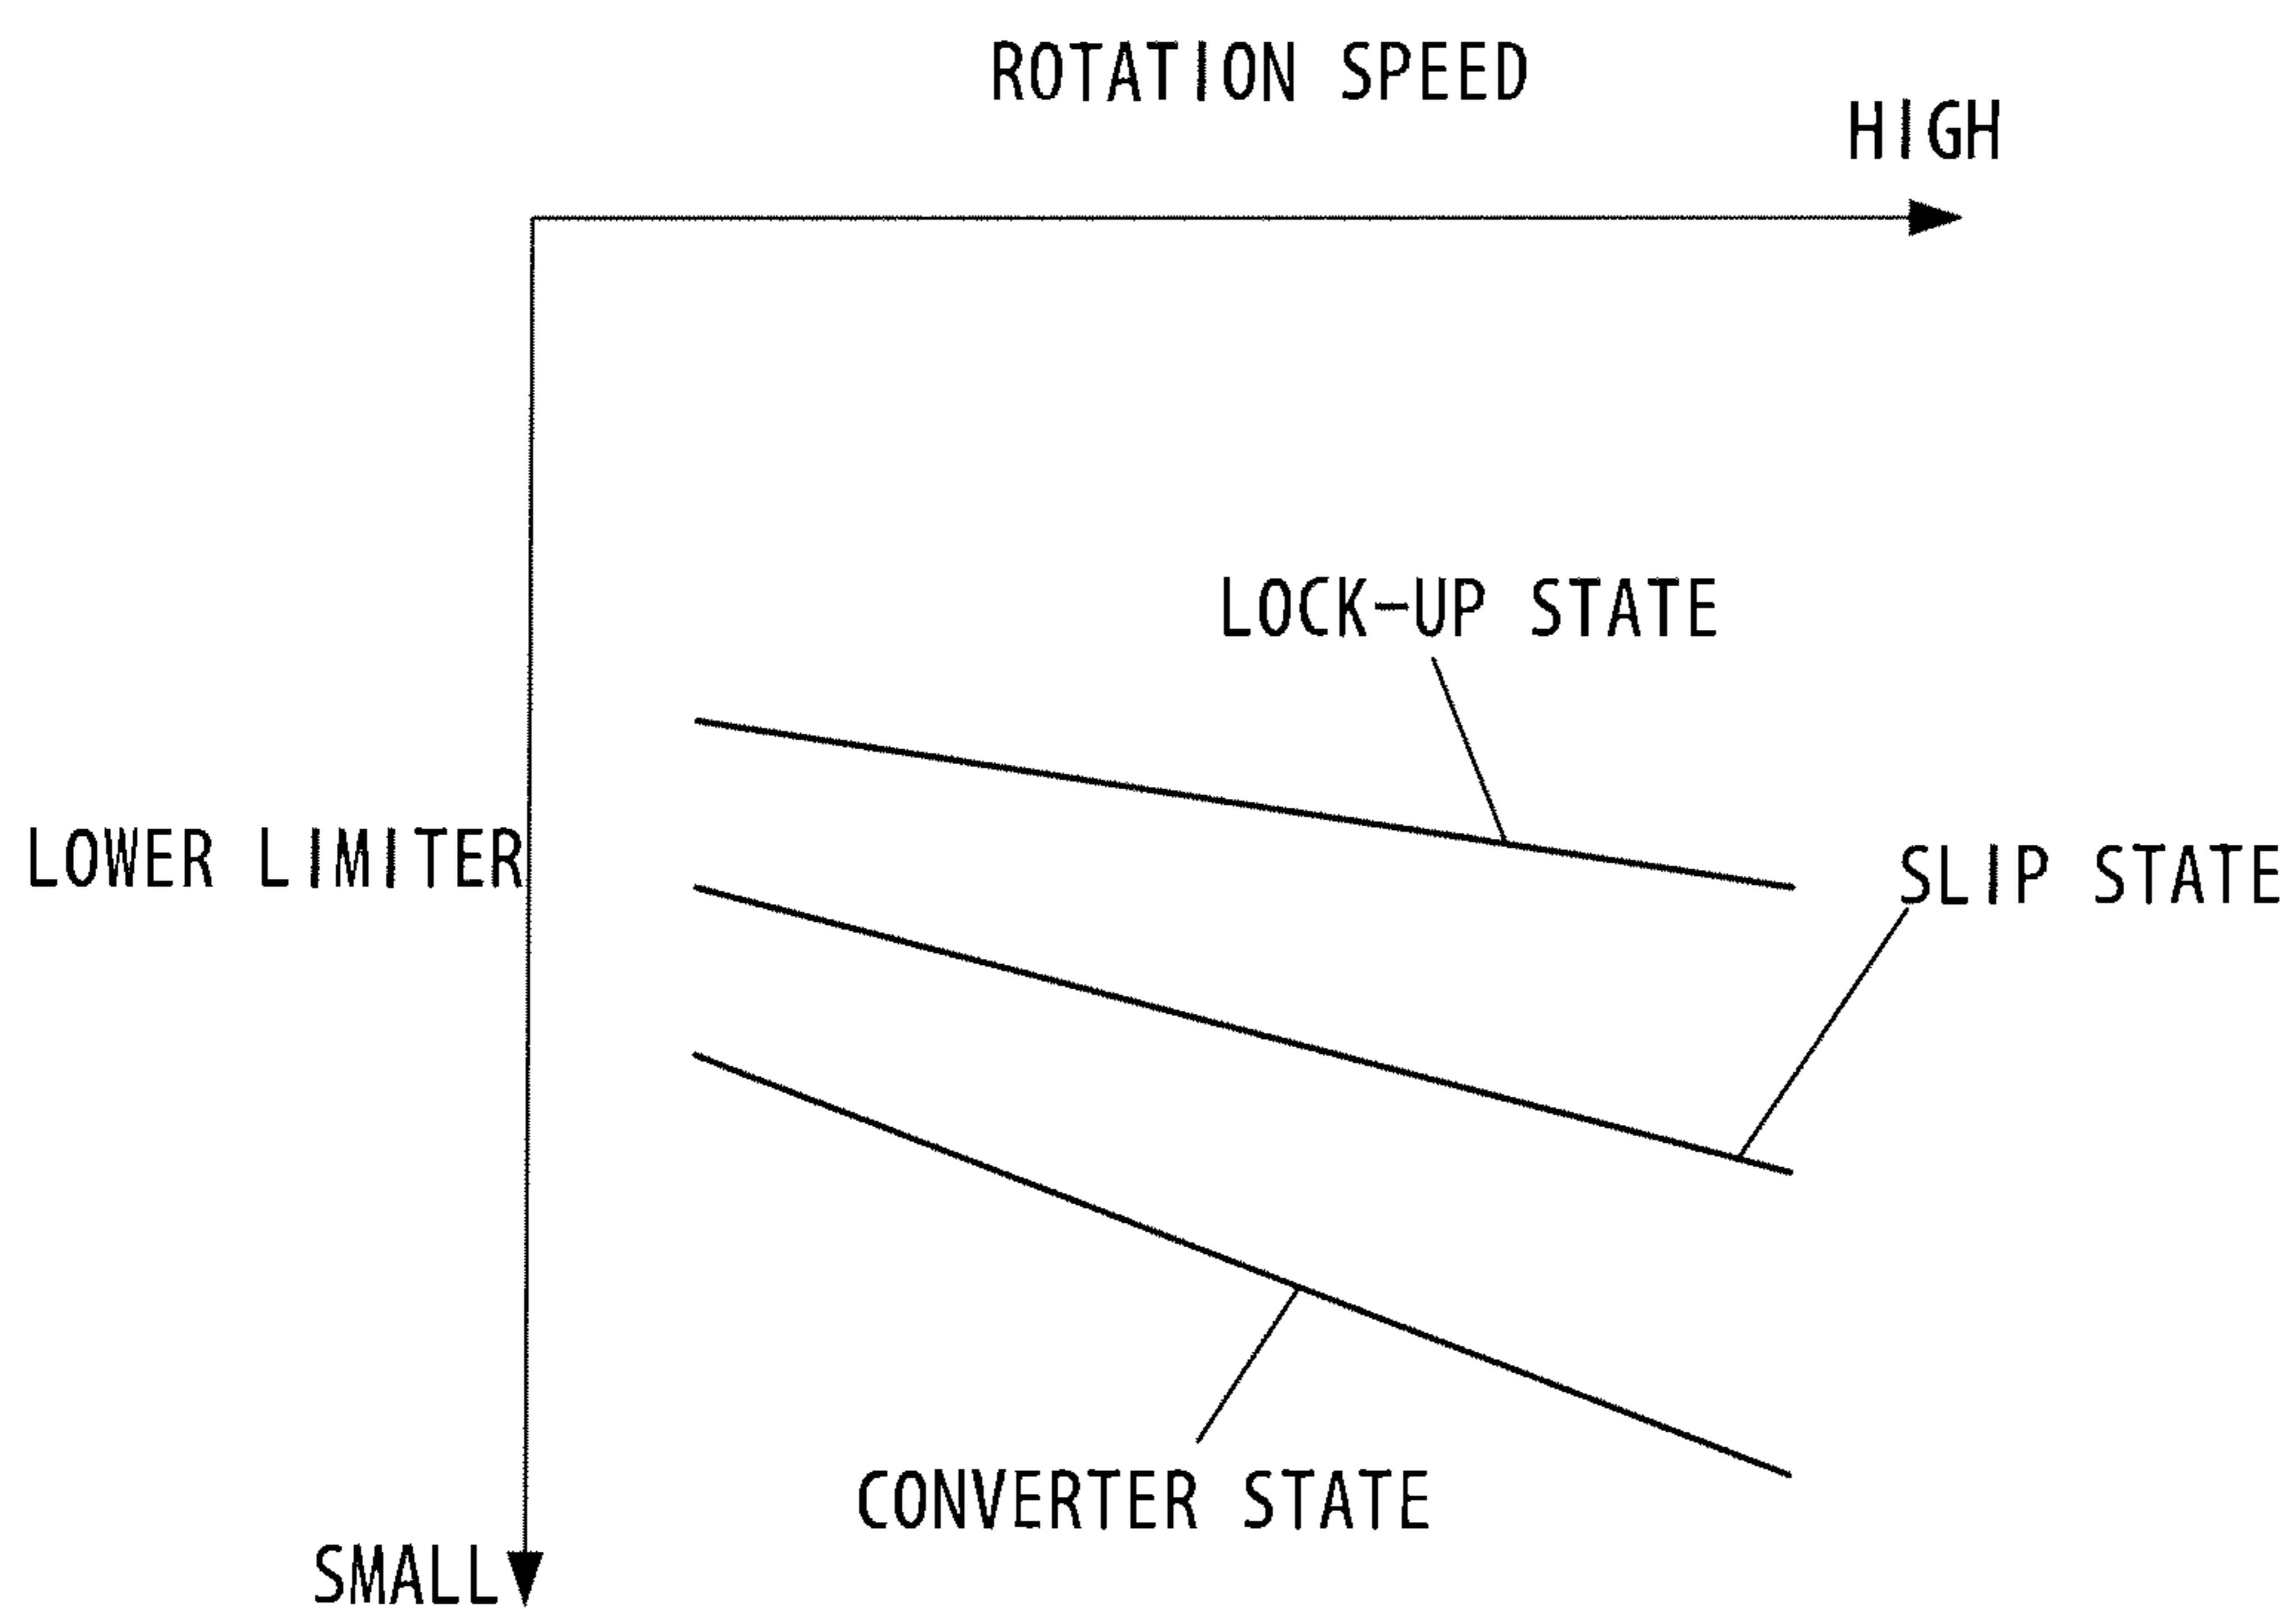 ROTATION SPEED
HIGH
LOCK-UP STATE
LOWER LIMITER
SLIP STATE
CONVERTER STATE
SMALL